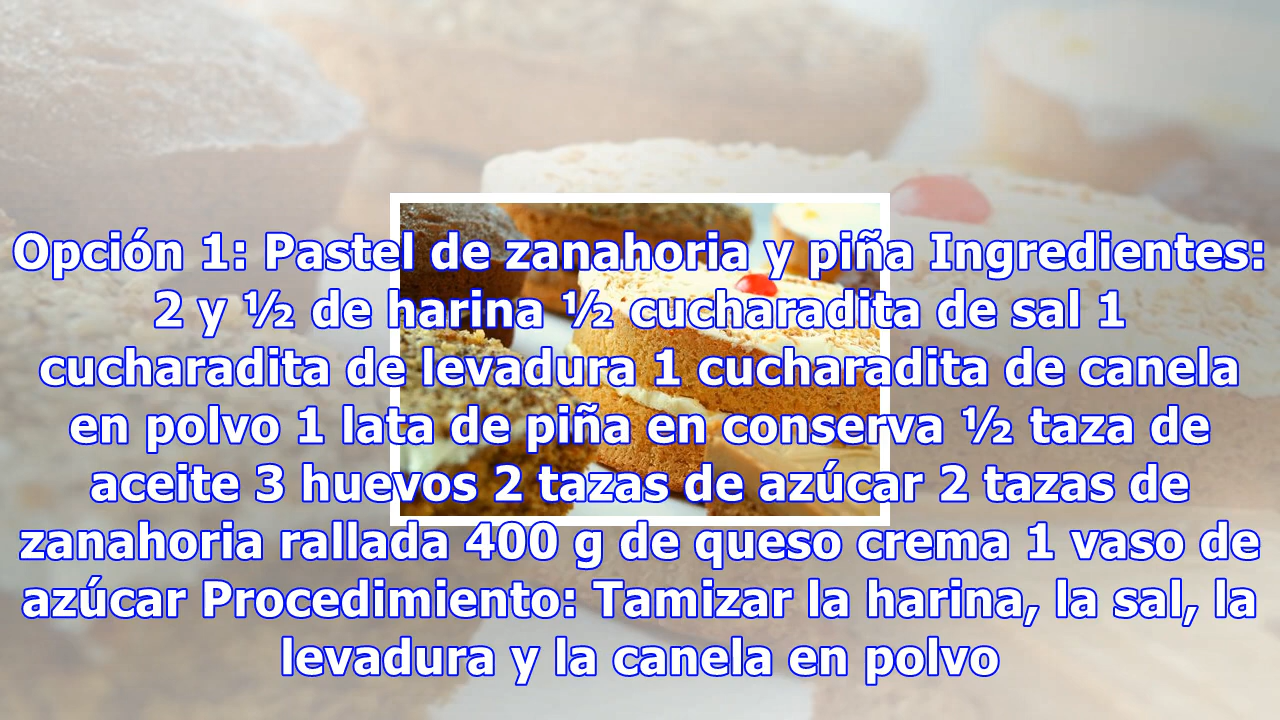 Opción 1: Pastel de zanahoria y piña Ingredientes:
2 y ½ de harina ½ cucharadita de sal 1
cucharadita de levadura 1 cucharadita de canela
en polvo 1 lata de piña en conserva ½ taza de
aceite 3 huevos 2 tazas de azúcar 2 tazas de
zanahoria rallada 400 g de queso crema 1 vaso de
azúcar Procedimiento: Tamizar la harina, la sal, la
levadura y la canela en polvo